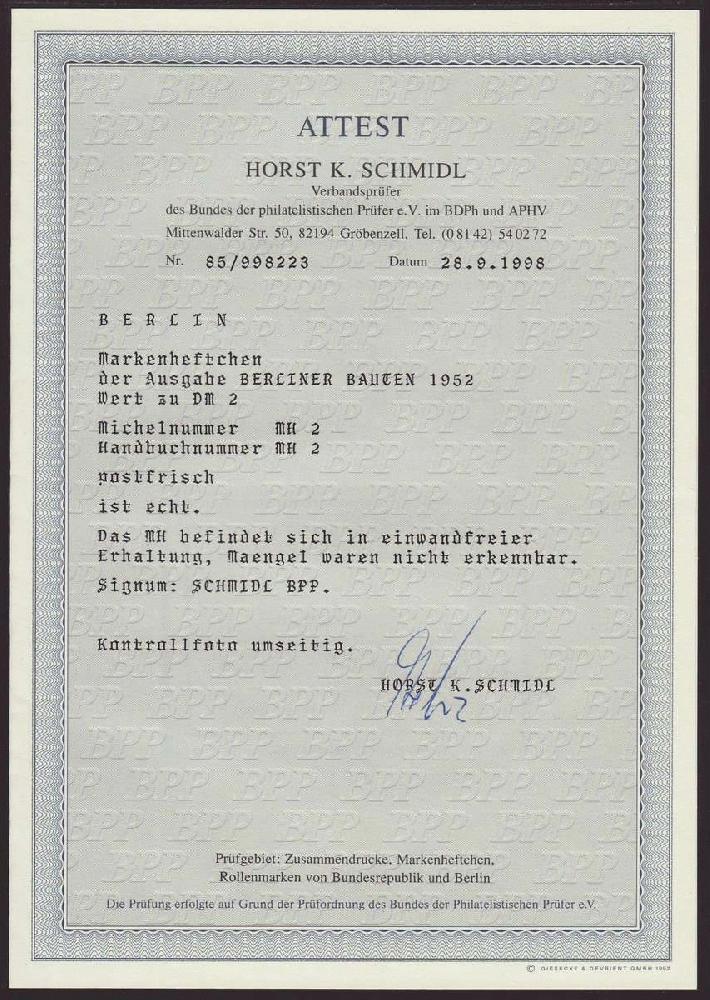 ATTEST
HORST K. SCHMIDL
Verbandsprüfer
des Bundes der philatelistischen Prüfer e.V. im BDPh und APHV
Mittenwalder Str. 50, 82194 Gröbenzell, Tel. (08142) 540272
Nr. 85/998223 Datum 28.9.1998
BERLIN
Markenheftchen
der Ausgabe BERLINER BAUTEN 1952
Wert zu DM 2
Michelnummer MH 2
Handbuchnummer MH 2
postfrisch
ist echt.
Das MH befindet sich in einwandfreier
Erhaltung, Maengel waren nicht erkennbar.
Signum: SCHMIDL BPP.
Kontrollfoto umseitig.
HORST K.SCHMIDL
Prüfgebiet: Zusammendrucke, Markenheftchen,
Rollenmarken von Bundesrepublik und Berlin
Die Prüfung erfolgte auf Grund der Prüfordnung des Bundes der Philatelistischen Prüfer e.V.
© GIESECKE & DEVRIENT GMBH